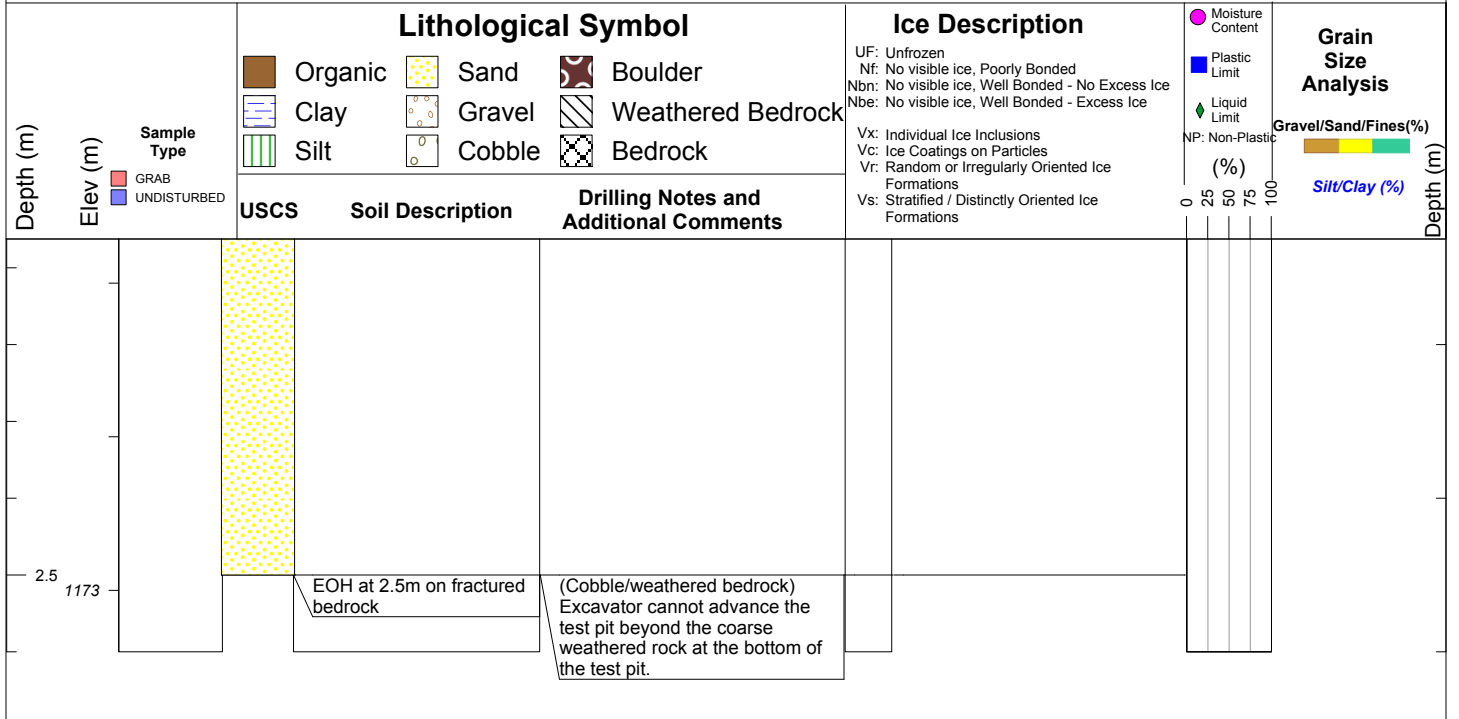 Lithological Symbol
Organic
Sand
Boulder
Clay
Gravel
Weathered Bedrock
Silt
Cobble
Bedrock
Depth (m)
Elev (m)
Sample
Type
GRAB
UNDISTURBED
USCS
Soil Description
Drilling Notes and
Additional Comments
Ice Description
UF: Unfrozen
Nf: No visible ice, Poorly Bonded
Nbn: No visible ice, Well Bonded - No Excess Ice
Nbe: No visible ice, Well Bonded - Excess Ice
Vx: Individual Ice Inclusions
Vc: Ice Coatings on Particles
Vr: Random or Irregularly Oriented Ice
Formations
Vs: Stratified / Distinctly Oriented Ice
Formations
Moisture
Content
Plastic
Limit
Liquid
Limit
NP: Non-Plastic
(%)
0 25 50 75 100
Grain
Size
Analysis
Gravel/Sand/Fines(%)
Silt/Clay (%)
Depth (m)
2.5
1173
EOH at 2.5m on fractured
bedrock
(Cobble/weathered bedrock)
Excavator cannot advance the
test pit beyond the coarse
weathered rock at the bottom of
the test pit.